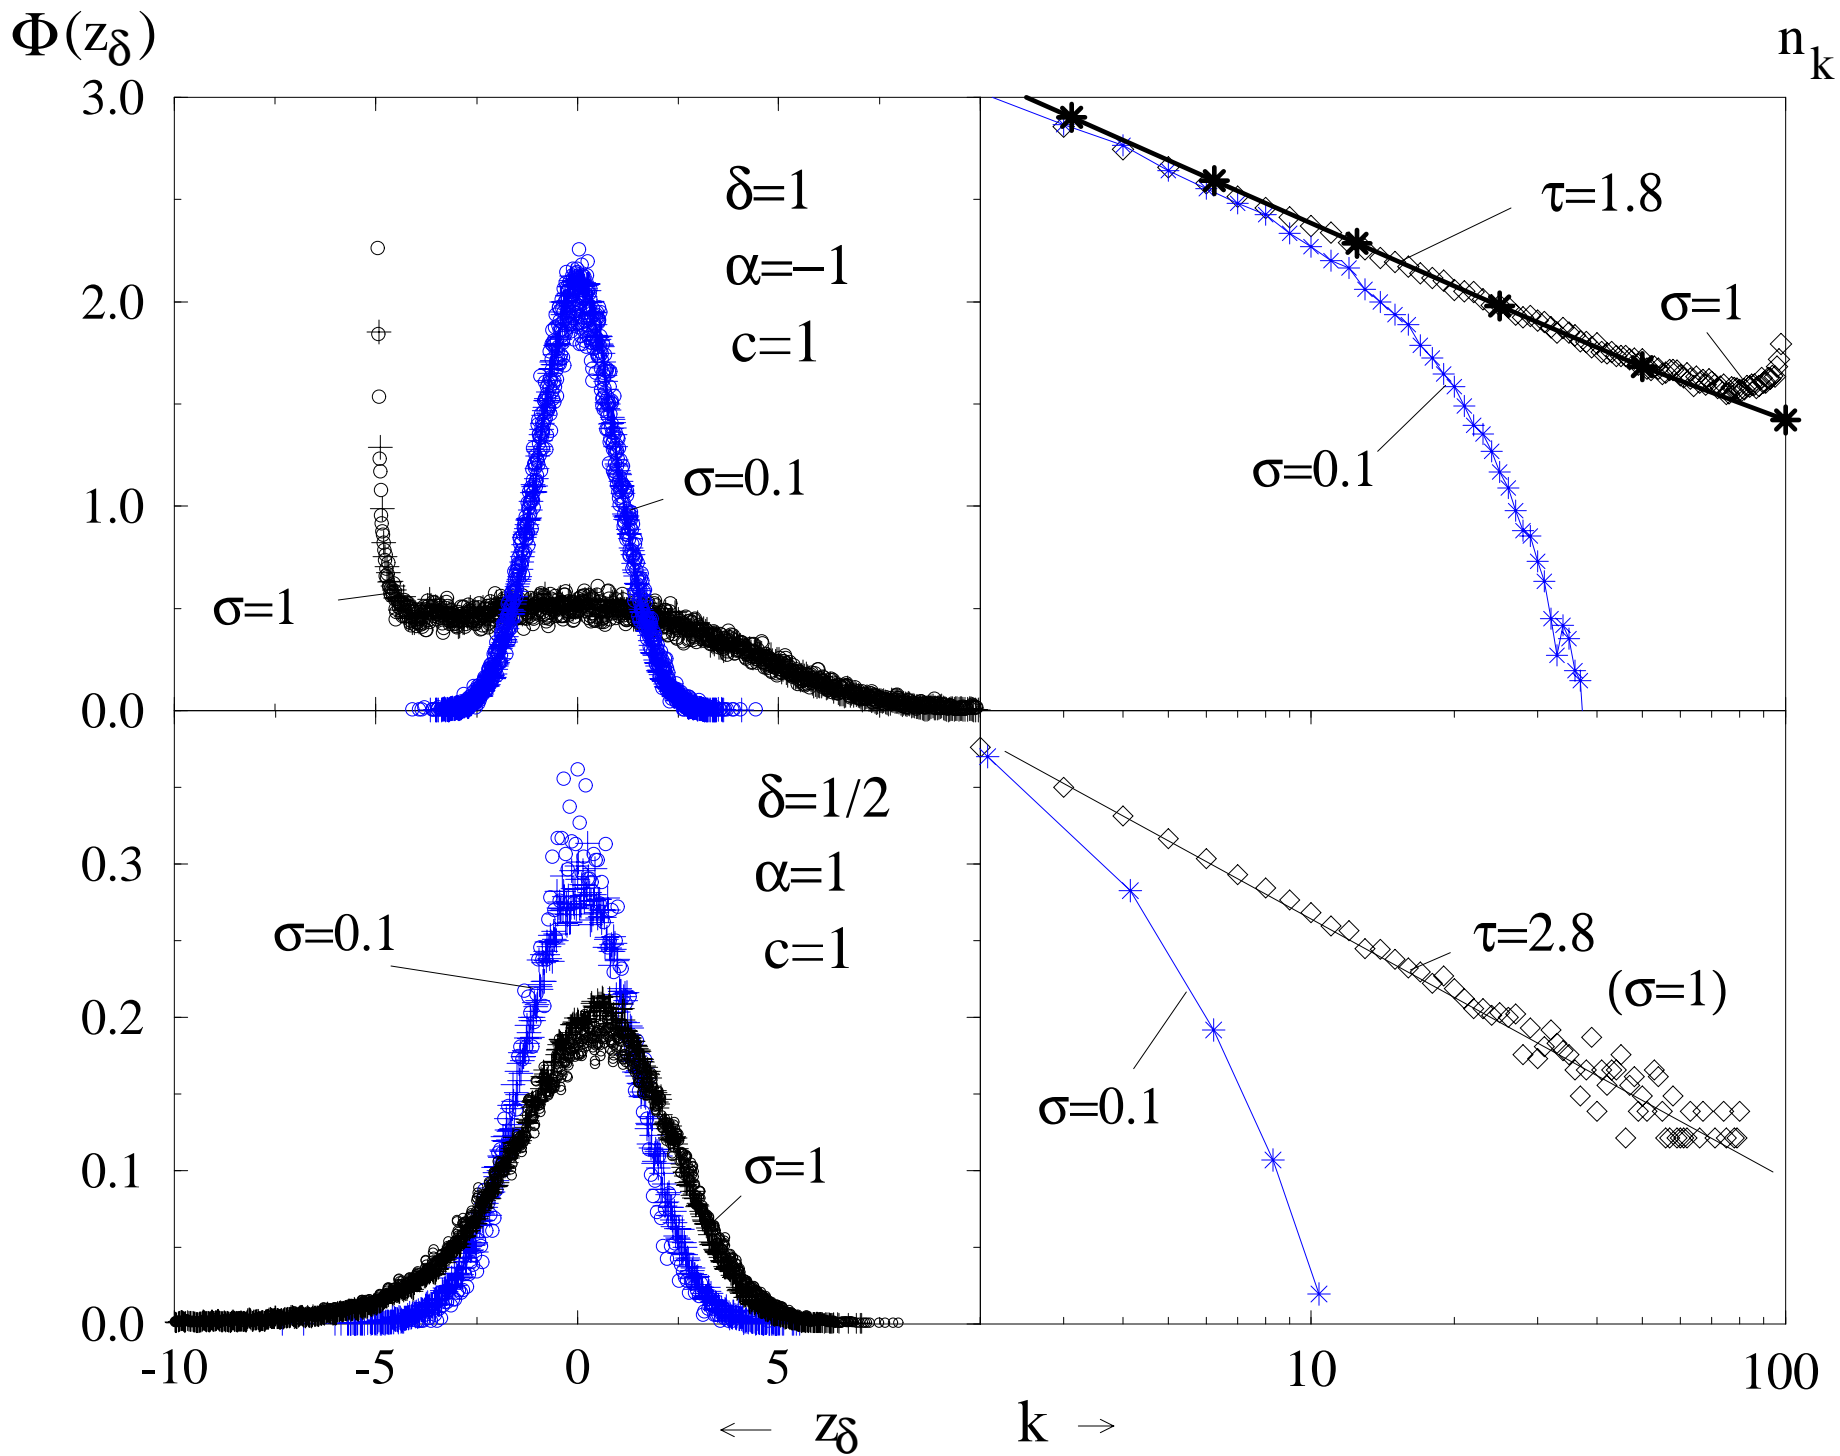 Φ(z_δ)
n_k
3.0
2.0
1.0
0.0
δ=1
α=−1
c=1
σ=0.1
σ=1
τ=1.8
σ=1
σ=0.1
0.3
0.2
0.1
0.0
δ=1/2
α=1
c=1
σ=0.1
σ=1
τ=2.8
(σ=1)
σ=0.1
-10 -5 0 5 10 100
← z_δ k →